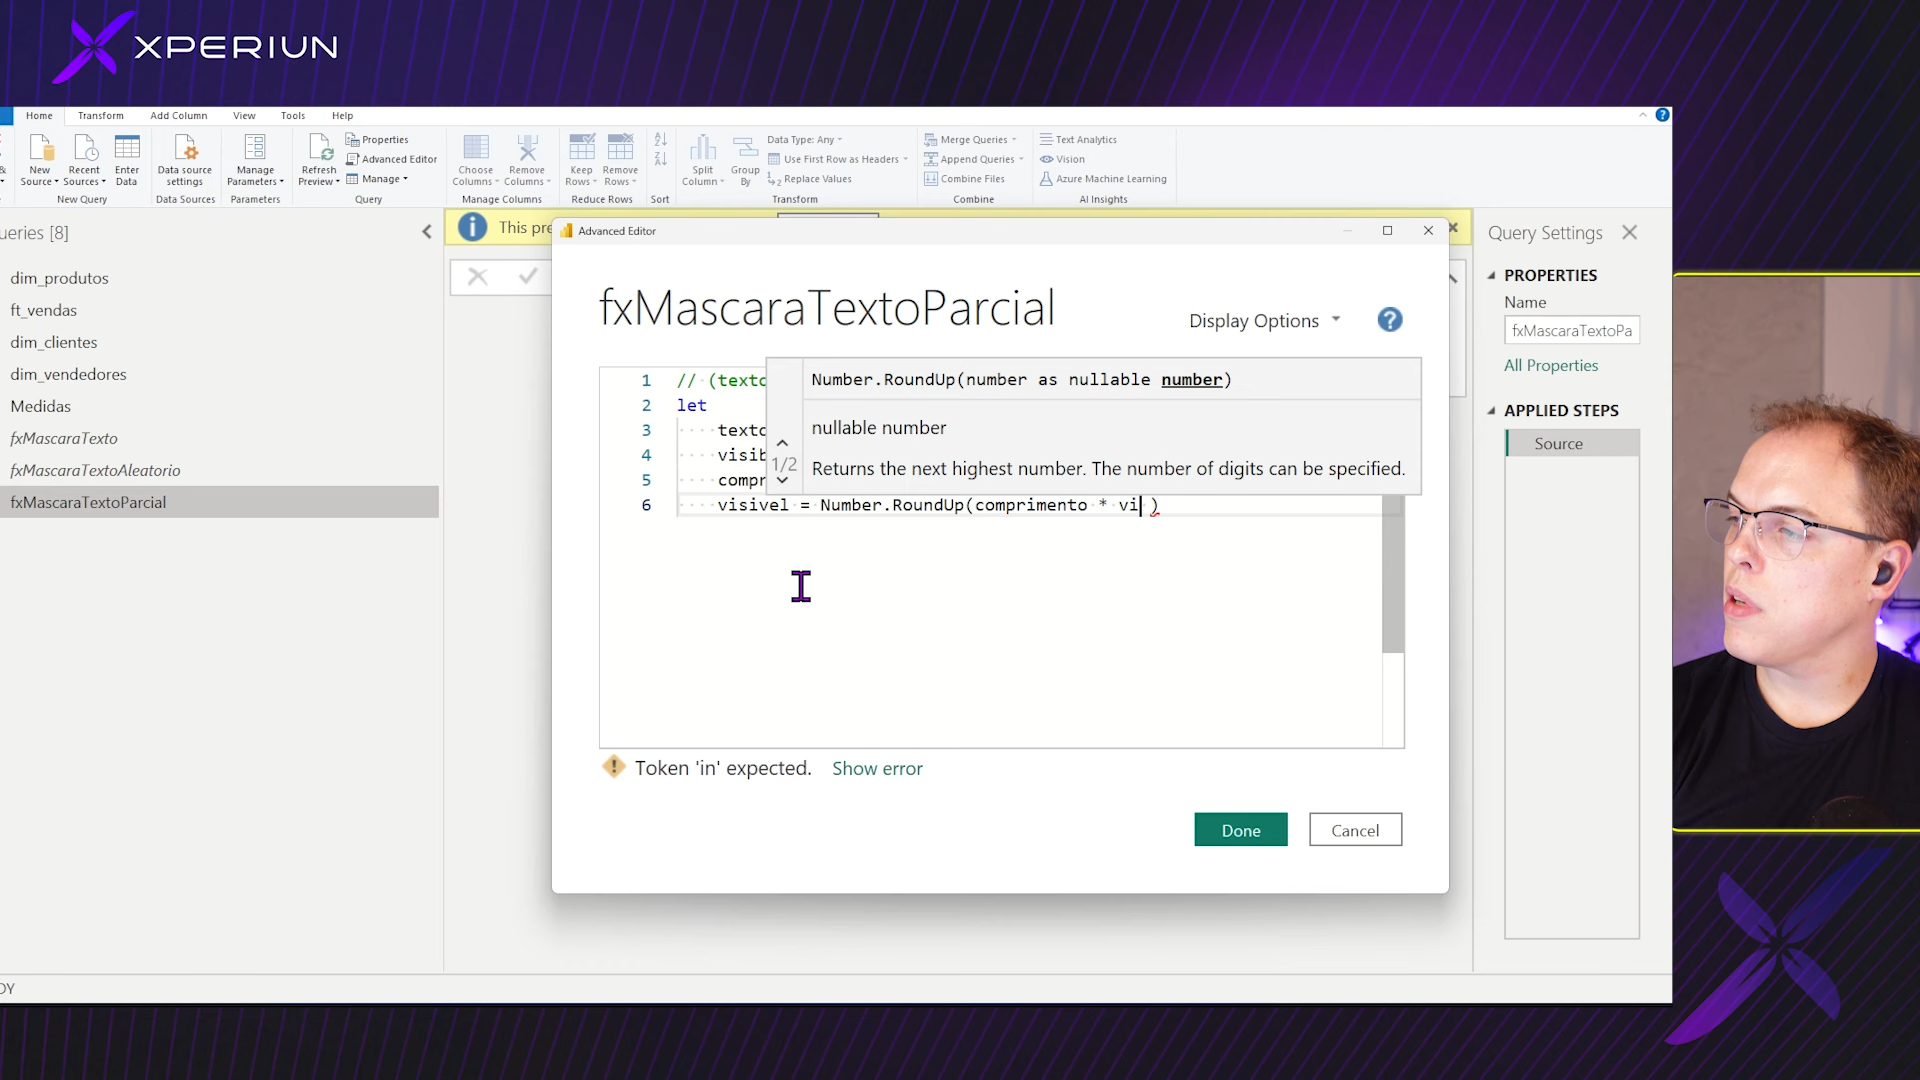 XPERIUN
Home Transform Add Column View Tools Help
New Source
Recent Sources
Enter Data
New Query
Data source settings
Data Sources
Manage Parameters
Parameters
Refresh Preview
Properties
Advanced Editor
Manage
Query
Choose Columns
Remove Columns
Manage Columns
Keep Rows
Remove Rows
Reduce Rows
Sort
Split Column
Group By
Data Type: Any
Use First Row as Headers
Replace Values
Transform
Merge Queries
Append Queries
Combine Files
Combine
Text Analytics
Vision
Azure Machine Learning
AI Insights
ueries [8]
dim_produtos
ft_vendas
dim_clientes
dim_vendedores
Medidas
fxMascaraTexto
fxMascaraTextoAleatorio
fxMascaraTextoParcial
This pre
Advanced Editor
fxMascaraTextoParcial
Display Options
1 // (texto
2 let
3 texto
4 visib
5 compr
6 visivel = Number.RoundUp(comprimento * vi )
Number.RoundUp(number as nullable number)
nullable number
1/2
Returns the next highest number. The number of digits can be specified.
Token 'in' expected. Show error
Done
Cancel
Query Settings
PROPERTIES
Name
fxMascaraTextoPa
All Properties
APPLIED STEPS
Source
DY